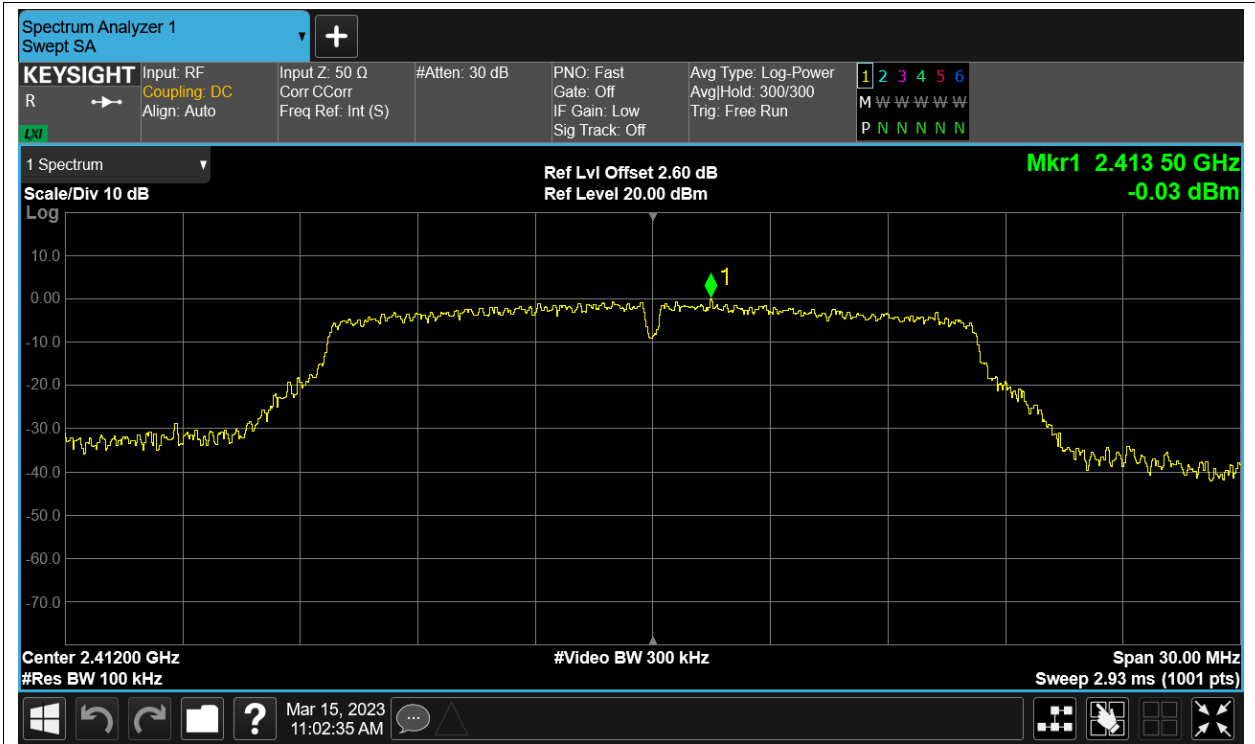 Spectrum Analyzer 1
Swept SA
KEYSIGHT
R
LXI
Input: RF
Coupling: DC
Align: Auto
Input Z: 50 Ω
Corr CCorr
Freq Ref: Int (S)
#Atten: 30 dB
PNO: Fast
Gate: Off
IF Gain: Low
Sig Track: Off
Avg Type: Log-Power
Avg|Hold: 300/300
Trig: Free Run
1 2 3 4 5 6
M W W W W W
P N N N N N
1 Spectrum
Scale/Div 10 dB
Log
Ref Lvl Offset 2.60 dB
Ref Level 20.00 dBm
Mkr1 2.413 50 GHz
-0.03 dBm
1
10.0
0.00
-10.0
-20.0
-30.0
-40.0
-50.0
-60.0
-70.0
Center 2.41200 GHz
#Res BW 100 kHz
#Video BW 300 kHz
Span 30.00 MHz
Sweep 2.93 ms (1001 pts)
?
Mar 15, 2023
11:02:35 AM